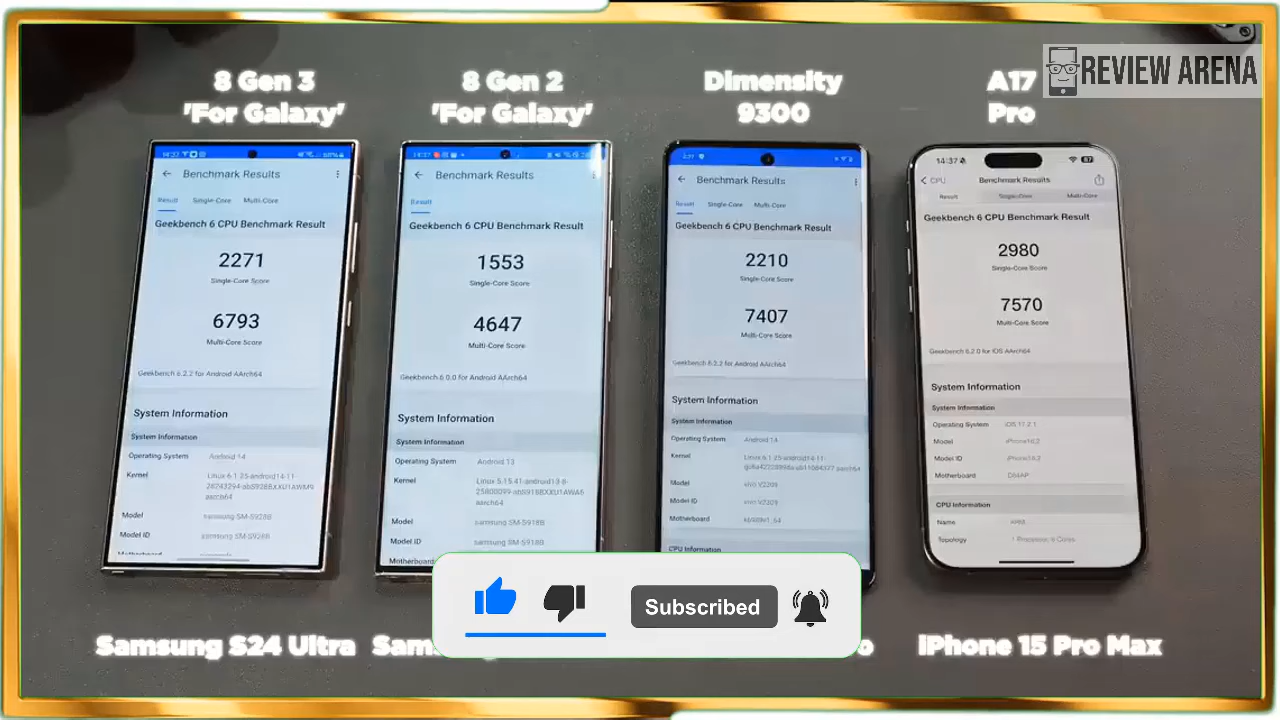 8 Gen 3
'For Galaxy'
8 Gen 2
'For Galaxy'
Dimensity
9300
A17
Pro
REVIEW ARENA
14:37
Benchmark Results
Result Single-Core Multi-Core
Geekbench 6 CPU Benchmark Result
2271
Single-Core Score
6793
Multi-Core Score
Geekbench 6.2.2 for Android AArch64
System Information
System Information
Operating System Android 14
Kernel
Model samsung SM-S928B
Model ID samsung SM-S928B
14:37
Benchmark Results
Result
Geekbench 6 CPU Benchmark Result
1553
Single-Core Score
4647
Multi-Core Score
Geekbench 6.0.0 for Android AArch64
System Information
System Information
Operating System Android 13
Kernel
Model samsung SM-S918B
Model ID samsung SM-S918B
Motherboard
Benchmark Results
Result Single-Core Multi-Core
Geekbench 6 CPU Benchmark Result
2210
Single-Core Score
7407
Multi-Core Score
Geekbench 6.2.2 for Android AArch64
System Information
System Information
Operating System Android 14
Kernel
Model
Model ID
Motherboard
CPU Information
14:37 87
CPU Benchmark Results
Result Single-Core Multi-Core
Geekbench 6 CPU Benchmark Result
2980
Single-Core Score
7570
Multi-Core Score
Geekbench 6.2.0 for iOS AArch64
System Information
System Information
Operating System iOS 17.2.1
Model iPhone16,2
Model ID iPhone16,2
Motherboard D84AP
CPU Information
Name
Topology 1 Processor, 6 Cores
Subscribed
Samsung S24 Ultra
Sam
o
iPhone 15 Pro Max